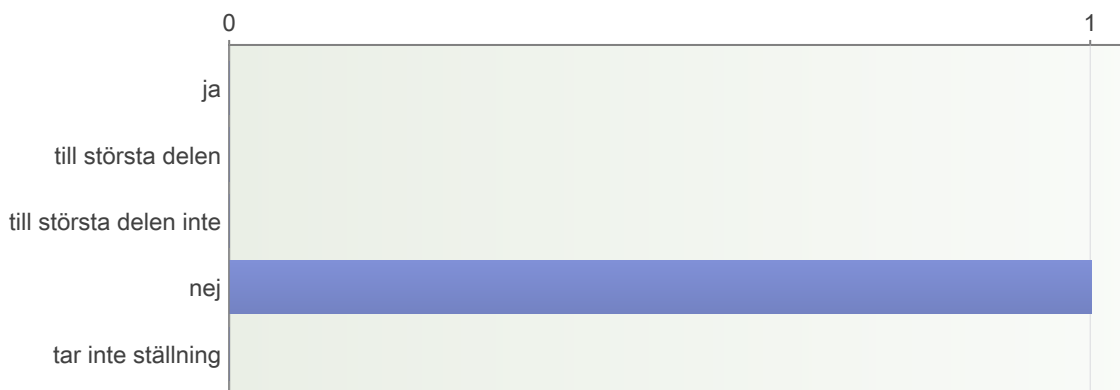 0 1
ja
till största delen
till största delen inte
nej
tar inte ställning